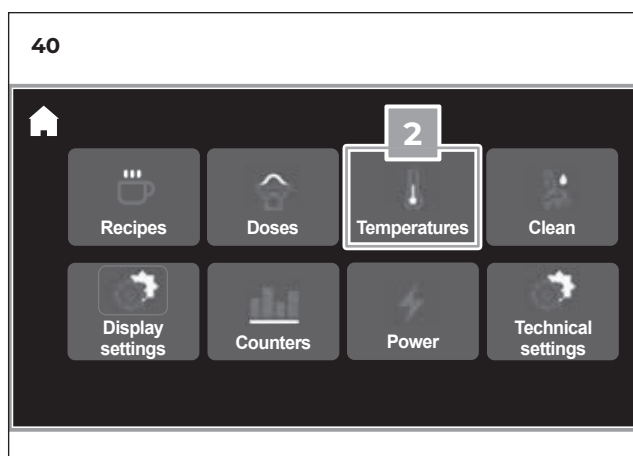 40
2
Recipes
Doses
Temperatures
Clean
Display
settings
Counters
Power
Technical
settings